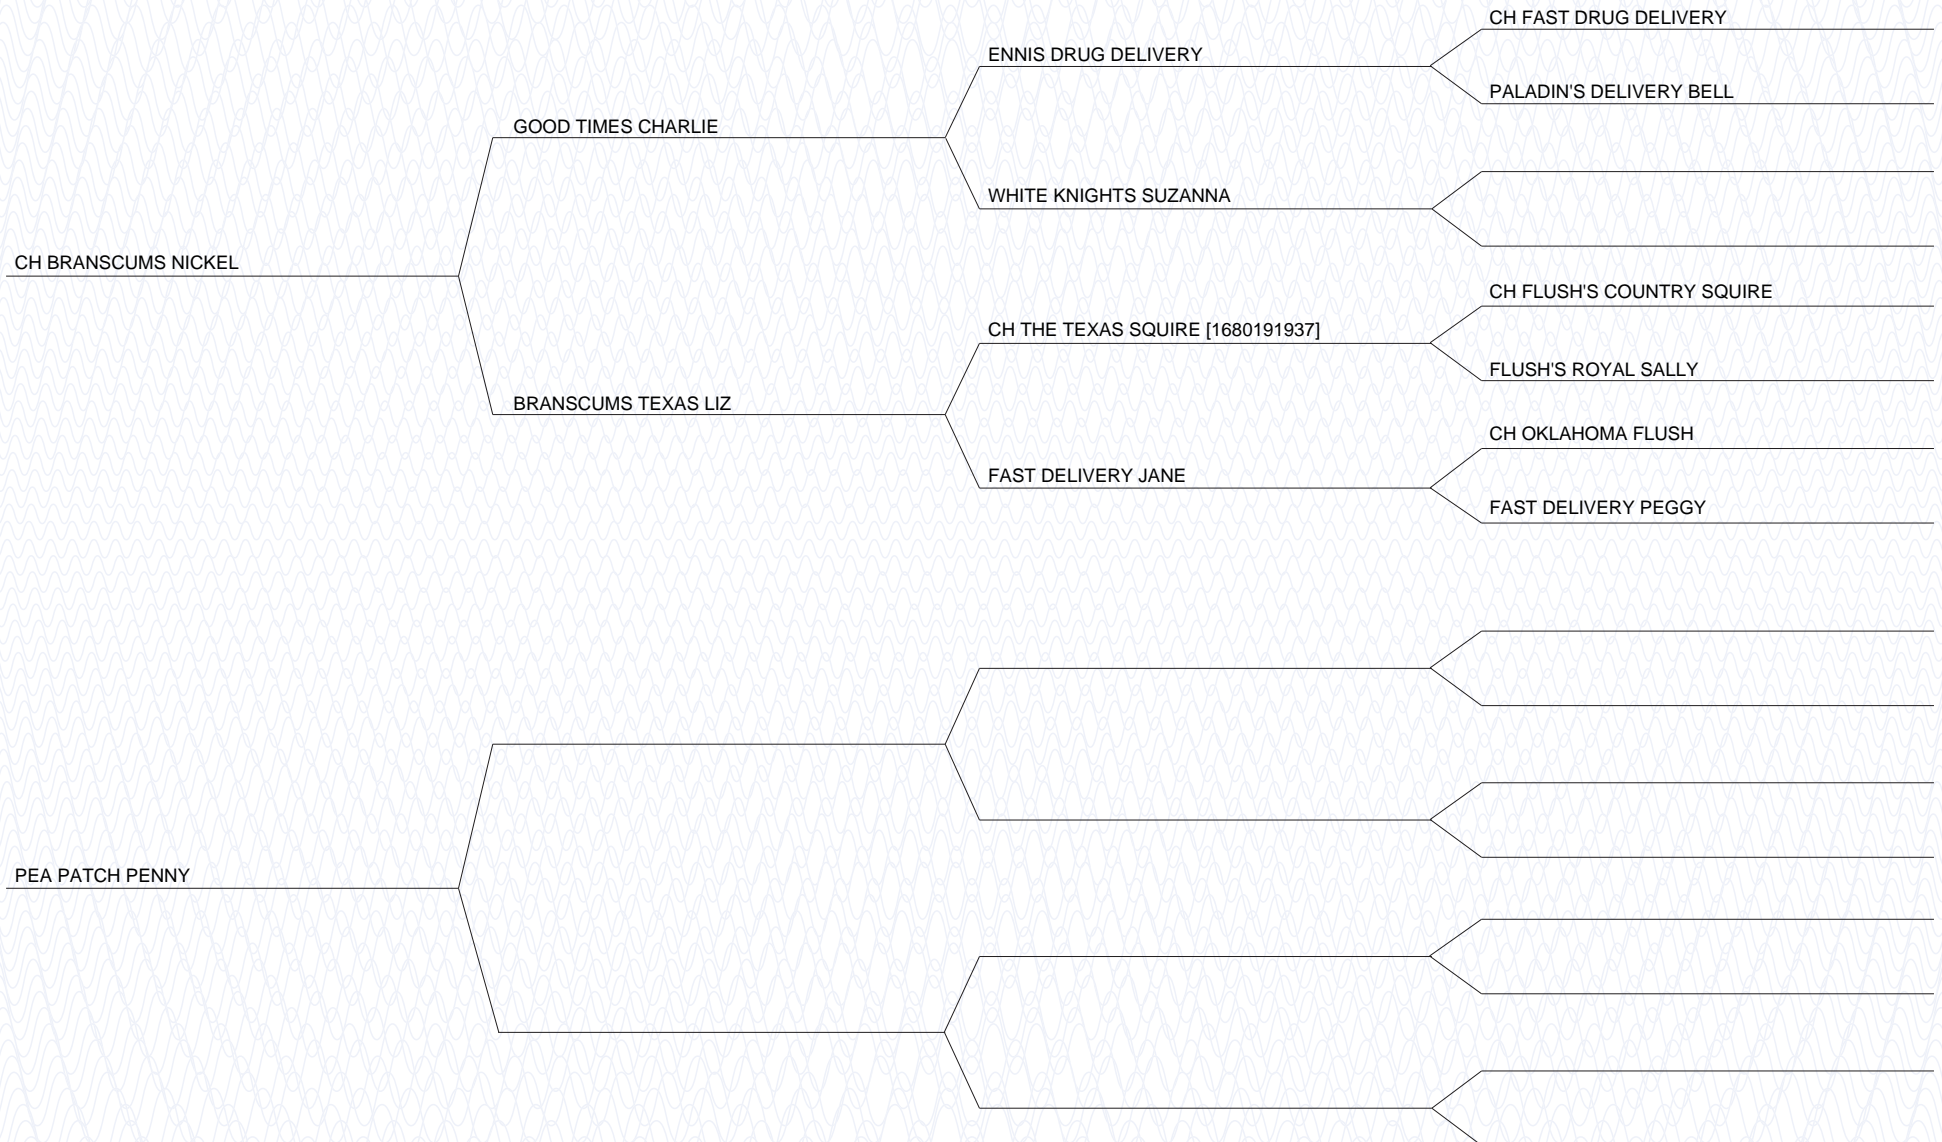 CH FAST DRUG DELIVERY
ENNIS DRUG DELIVERY
PALADIN'S DELIVERY BELL
GOOD TIMES CHARLIE
WHITE KNIGHTS SUZANNA
CH BRANSCUMS NICKEL
CH FLUSH'S COUNTRY SQUIRE
CH THE TEXAS SQUIRE [1680191937]
FLUSH'S ROYAL SALLY
BRANSCUMS TEXAS LIZ
CH OKLAHOMA FLUSH
FAST DELIVERY JANE
FAST DELIVERY PEGGY
PEA PATCH PENNY